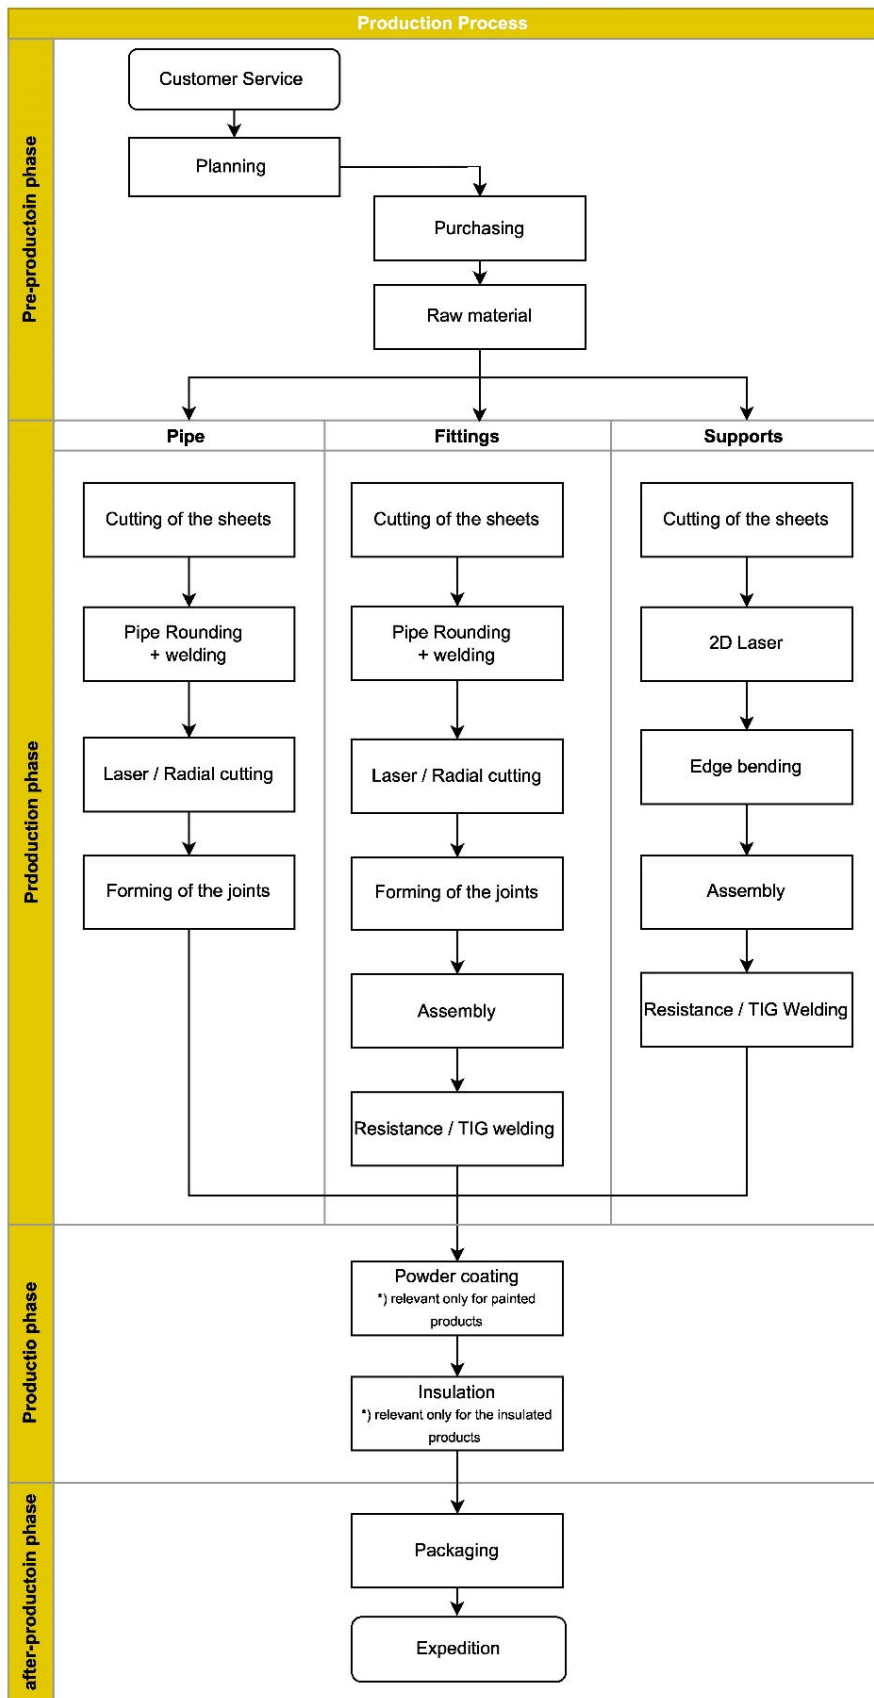 Production Process
Pre-productoin phase
Customer Service
Planning
Purchasing
Raw material
Prdoduction phase
Pipe
Fittings
Supports
Cutting of the sheets
Cutting of the sheets
Cutting of the sheets
Pipe Rounding
+ welding
Pipe Rounding
+ welding
2D Laser
Laser / Radial cutting
Laser / Radial cutting
Edge bending
Forming of the joints
Forming of the joints
Assembly
Assembly
Resistance / TIG Welding
Resistance / TIG welding
Productio phase
Powder coating
*) relevant only for painted
products
Insulation
*) relevant only for the insulated
products
after-productoin phase
Packaging
Expedition